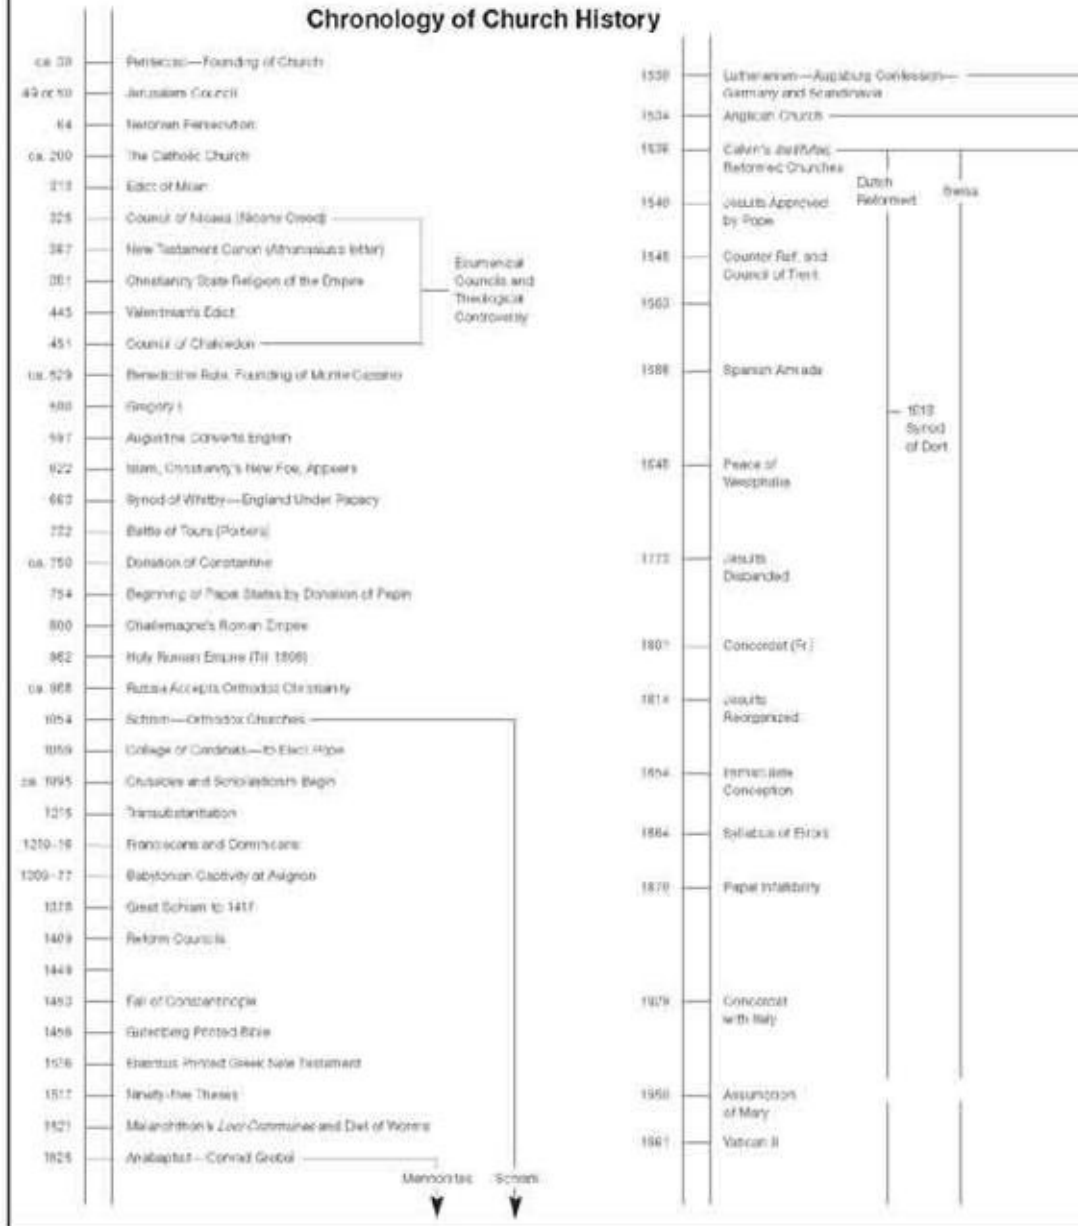 Chronology of Church History
ca. 30 Pentecost—Founding of Church
49 or 50 Jerusalem Council
64 Neronian Persecution
ca. 200 The Catholic Church
313 Edict of Milan
325 Council of Nicaea (Nicene Creed)
367 New Testament Canon (Athanasius's letter)
381 Christianity State Religion of the Empire
445 Valentinian's Edict
451 Council of Chalcedon
Ecumenical
Councils and
Theological
Controversy
ca. 529 Benedictine Rule, Founding of Monte Cassino
Gregory I
597 Augustine Converts English
622 Islam, Christianity's New Foe, Appears
663 Synod of Whitby—England Under Papacy
732 Battle of Tours (Poitiers)
ca. 750 Donation of Constantine
754 Beginning of Papal States by Donation of Pepin
800 Charlemagne's Roman Empire
962 Holy Roman Empire (Till 1806)
ca. 988 Russia Accepts Orthodox Christianity
1054 Schism—Orthodox Churches
1059 College of Cardinals—to Elect Pope
ca. 1095 Crusades and Scholasticism Begin
1215 Transubstantiation
Franciscans and Dominicans
1309–77 Babylonian Captivity at Avignon
1378 Great Schism to 1417
1409 Reform Councils
1449
1453 Fall of Constantinople
1456 Gutenberg Printed Bible
1516 Erasmus Printed Greek New Testament
1517 Ninety-five Theses
1521 Melanchthon's Loci Communes and Diet of Worms
1525 Anabaptist – Conrad Grebel
Mennonites
Schism
1530 Lutheranism—Augsburg Confession—
Germany and Scandinavia
1534 Anglican Church
1536 Calvin's Institutes,
Reformed Churches
Dutch
Reformed
Swiss
1540 Jesuits Approved
by Pope
1545 Counter Ref. and
Council of Trent
1563
1588 Spanish Armada
1618
Synod
of Dort
1648 Peace of
Westphalia
1773 Jesuits
Disbanded
1801 Concordat (Fr.)
1814 Jesuits
Reorganized
1854 Immaculate
Conception
1864 Syllabus of Errors
1870 Papal Infallibility
1929 Concordat
with Italy
1950 Assumption
of Mary
Vatican II